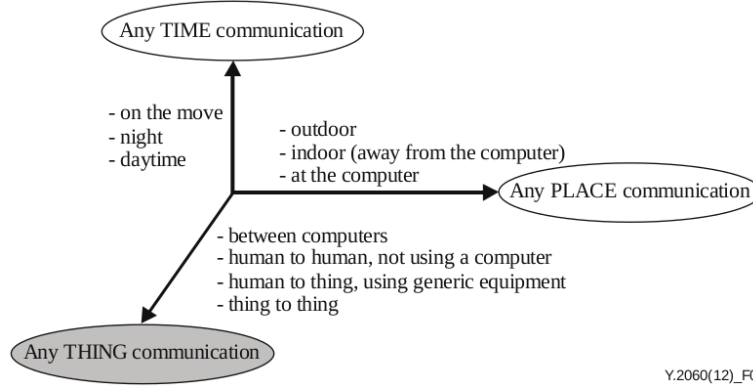 Any TIME communication
- on the move
- night
- daytime
- outdoor
- indoor (away from the computer)
- at the computer
Any PLACE communication
- between computers
- human to human, not using a computer
- human to thing, using generic equipment
- thing to thing
Any THING communication